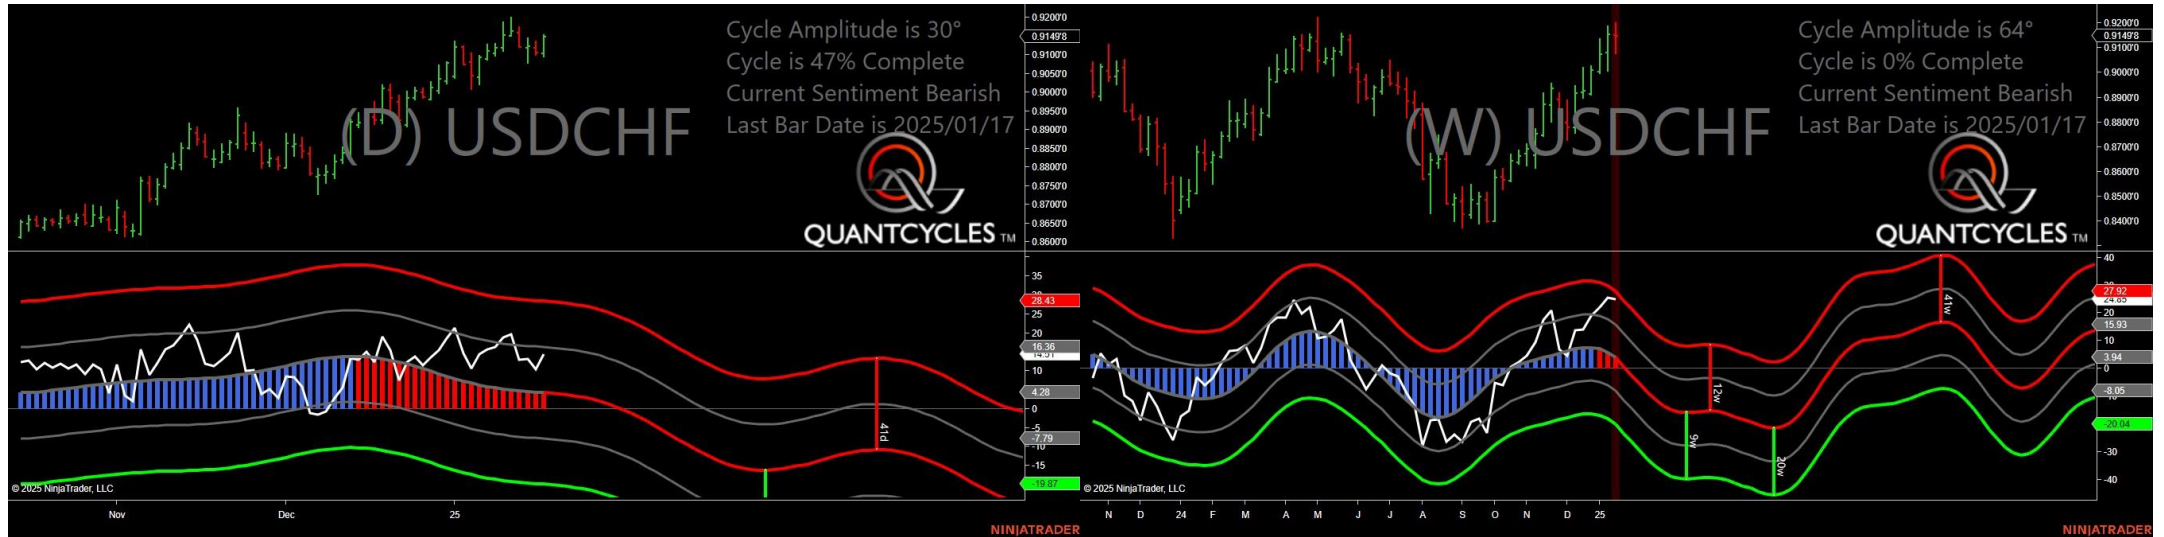 Cycle Amplitude is 30°
Cycle is 47% Complete
Current Sentiment Bearish
Last Bar Date is 2025/01/17
(D) USDCHF
QUANTCYCLES TM
0.9200'0
0.9149'8
0.9100'0
0.9050'0
0.9000'0
0.8950'0
0.8900'0
0.8850'0
0.8800'0
0.8750'0
0.8700'0
0.8650'0
0.8600'0
35
28.43
25
20
16.36
14.51
10
4.28
0
-5
-7.79
-10
-15
-19.87
41d
© 2025 NinjaTrader, LLC
Nov
Dec
25
NINJATRADER
Cycle Amplitude is 64°
Cycle is 0% Complete
Current Sentiment Bearish
Last Bar Date is 2025/01/17
(W) USDCHF
QUANTCYCLES TM
0.9200'0
0.9149'8
0.9100'0
0.9000'0
0.8900'0
0.8800'0
0.8700'0
0.8600'0
0.8500'0
0.8400'0
40
27.92
24.85
20
15.93
10
3.94
0
-8.05
-20.04
-30
-40
41w
12w
9w
20w
© 2025 NinjaTrader, LLC
N D 24 F M A M J J A S O N D 25
NINJATRADER